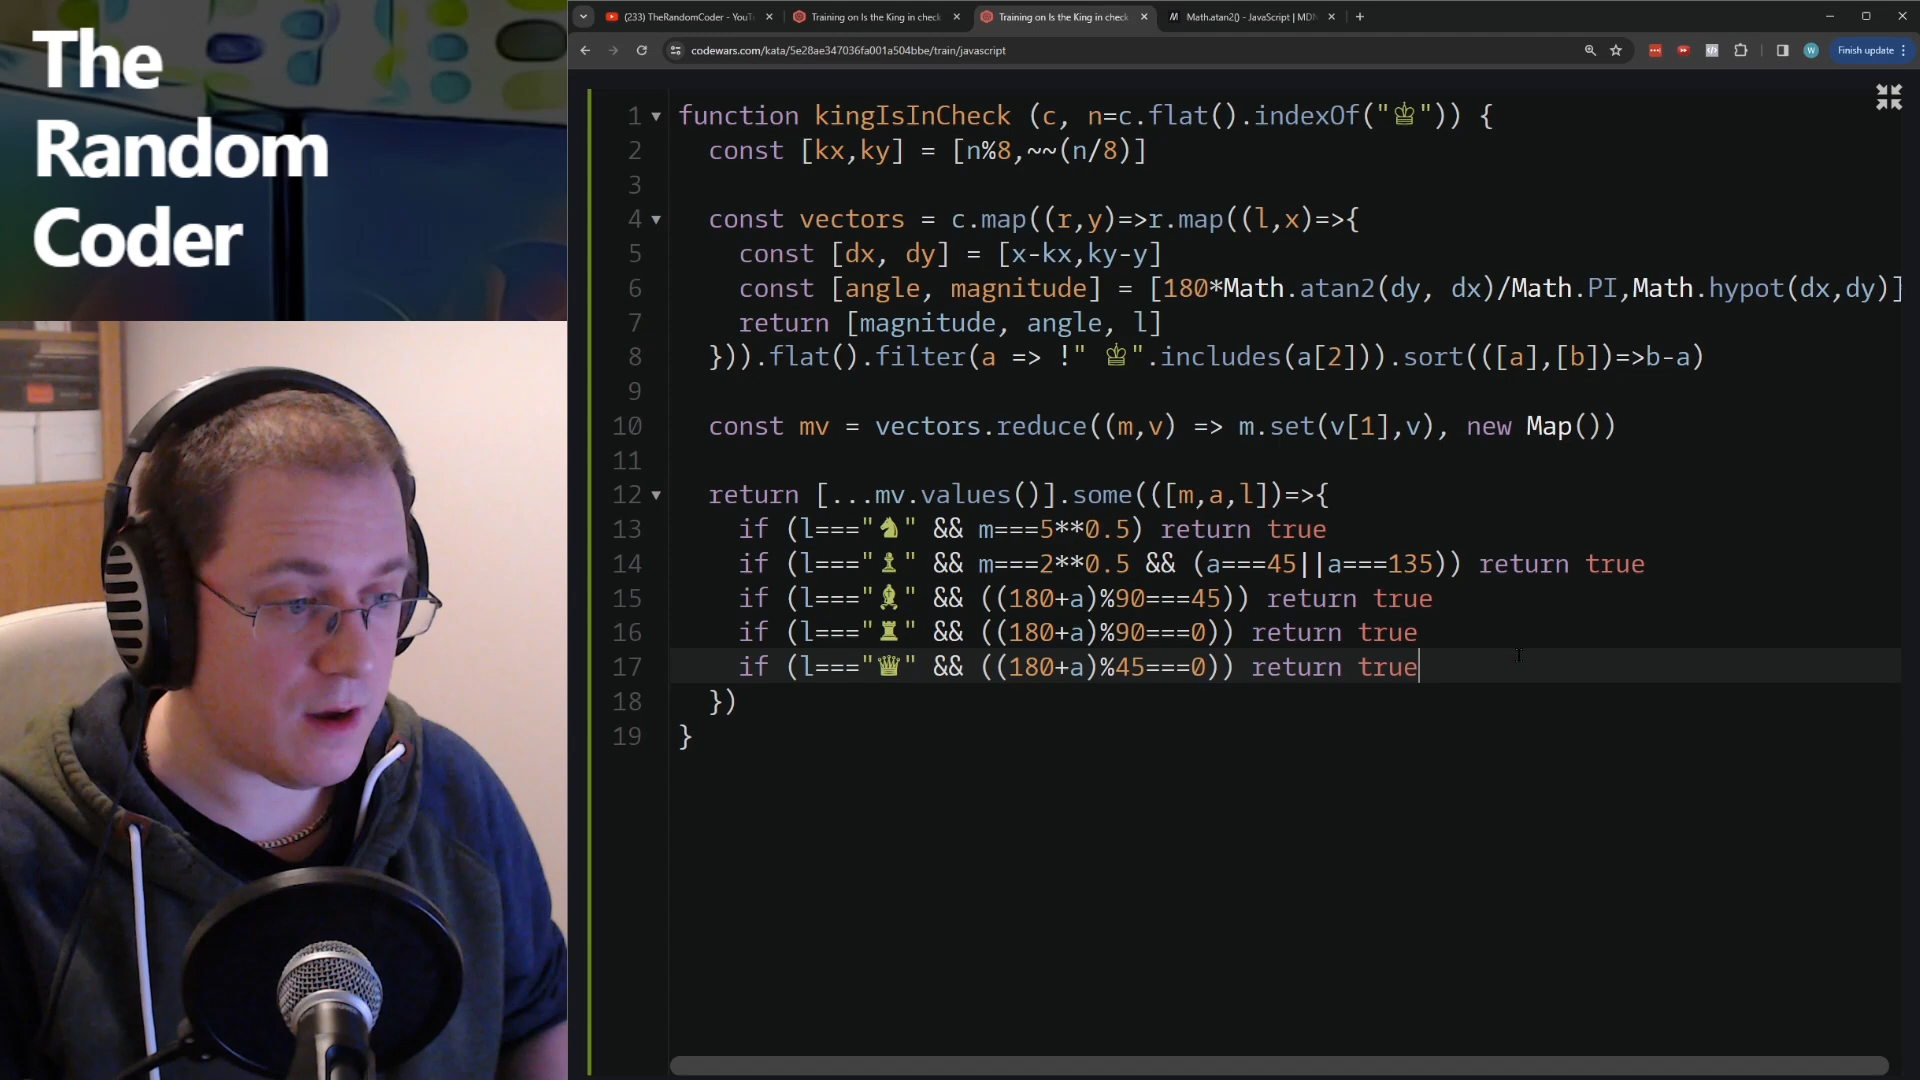 The
Random
Coder
(233) TheRandomCoder - YouT
Training on Is the King in check
Training on Is the King in check
Math.atan2() - JavaScript | MDN
codewars.com/kata/5e28ae347036fa001a504bbe/train/javascript
Finish update
1 function kingIsInCheck (c, n=c.flat().indexOf("♔")) {
2 const [kx,ky] = [n%8,~~(n/8)]
3
4 const vectors = c.map((r,y)=>r.map((l,x)=>{
5 const [dx, dy] = [x-kx,ky-y]
6 const [angle, magnitude] = [180*Math.atan2(dy, dx)/Math.PI,Math.hypot(dx,dy)]
7 return [magnitude, angle, l]
8 })).flat().filter(a => !" ♔".includes(a[2])).sort(([a],[b])=>b-a)
9
10 const mv = vectors.reduce((m,v) => m.set(v[1],v), new Map())
11
12 return [...mv.values()].some(([m,a,l])=>{
13 if (l==="♞" && m===5**0.5) return true
14 if (l==="♟" && m===2**0.5 && (a===45||a===135)) return true
15 if (l==="♝" && ((180+a)%90===45)) return true
16 if (l==="♜" && ((180+a)%90===0)) return true
17 if (l==="♛" && ((180+a)%45===0)) return true
18 })
19 }